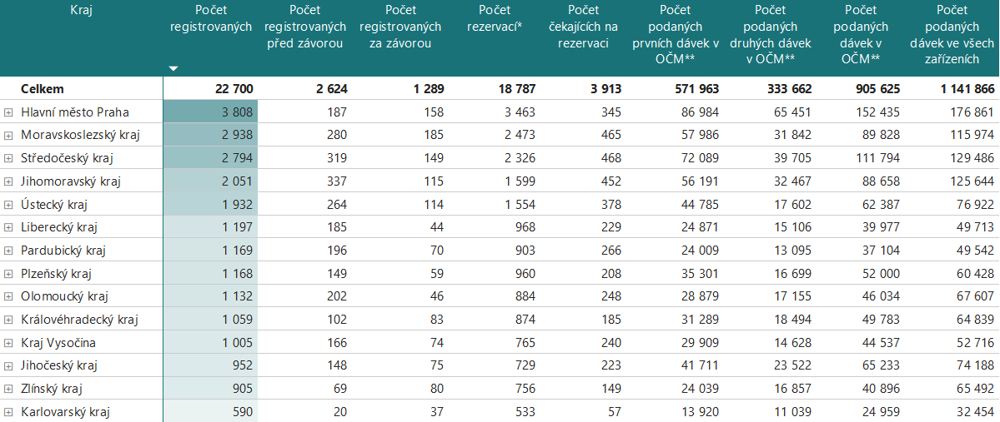 Kraj Počet registrovaných Počet registrovaných před závorou Počet registrovaných za závorou Počet rezervací* Počet čekajících na rezervaci Počet podaných prvních dávek v OČM** Počet podaných druhých dávek v OČM** Počet podaných dávek v OČM** Počet podaných dávek ve všech zařízeních
Celkem 22 700 2 624 1 289 18 787 3 913 571 963 333 662 905 625 1 141 866
Hlavní město Praha 3 808 187 158 3 463 345 86 984 65 451 152 435 176 861
Moravskoslezský kraj 2 938 280 185 2 473 465 57 986 31 842 89 828 115 974
Středočeský kraj 2 794 319 149 2 326 468 72 089 39 705 111 794 129 486
Jihomoravský kraj 2 051 337 115 1 599 452 56 191 32 467 88 658 125 644
Ústecký kraj 1 932 264 114 1 554 378 44 785 17 602 62 387 76 922
Liberecký kraj 1 197 185 44 968 229 24 871 15 106 39 977 49 713
Pardubický kraj 1 169 196 70 903 266 24 009 13 095 37 104 49 542
Plzeňský kraj 1 168 149 59 960 208 35 301 16 699 52 000 60 428
Olomoucký kraj 1 132 202 46 884 248 28 879 17 155 46 034 67 607
Královéhradecký kraj 1 059 102 83 874 185 31 289 18 494 49 783 64 839
Kraj Vysočina 1 005 166 74 765 240 29 909 14 628 44 537 52 716
Jihočeský kraj 952 148 75 729 223 41 711 23 522 65 233 74 188
Zlínský kraj 905 69 80 756 149 24 039 16 857 40 896 65 492
Karlovarský kraj 590 20 37 533 57 13 920 11 039 24 959 32 454